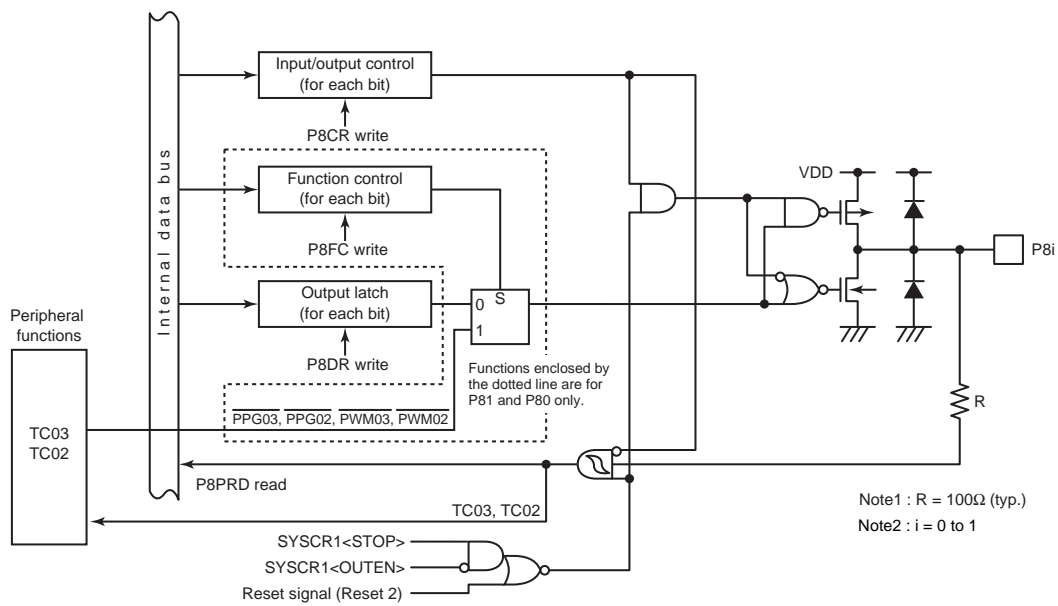 Input/output control
(for each bit)
P8CR write
Internal data bus
Function control
(for each bit)
P8FC write
VDD
P8i
Output latch
(for each bit)
0
S
1
P8DR write
Functions enclosed by
the dotted line are for
P81 and P80 only.
Peripheral
functions
TC03
TC02
PPG03, PPG02, PWM03, PWM02
R
P8PRD read
TC03, TC02
Note1 : R = 100Ω (typ.)
Note2 : i = 0 to 1
SYSCR1<STOP>
SYSCR1<OUTEN>
Reset signal (Reset 2)